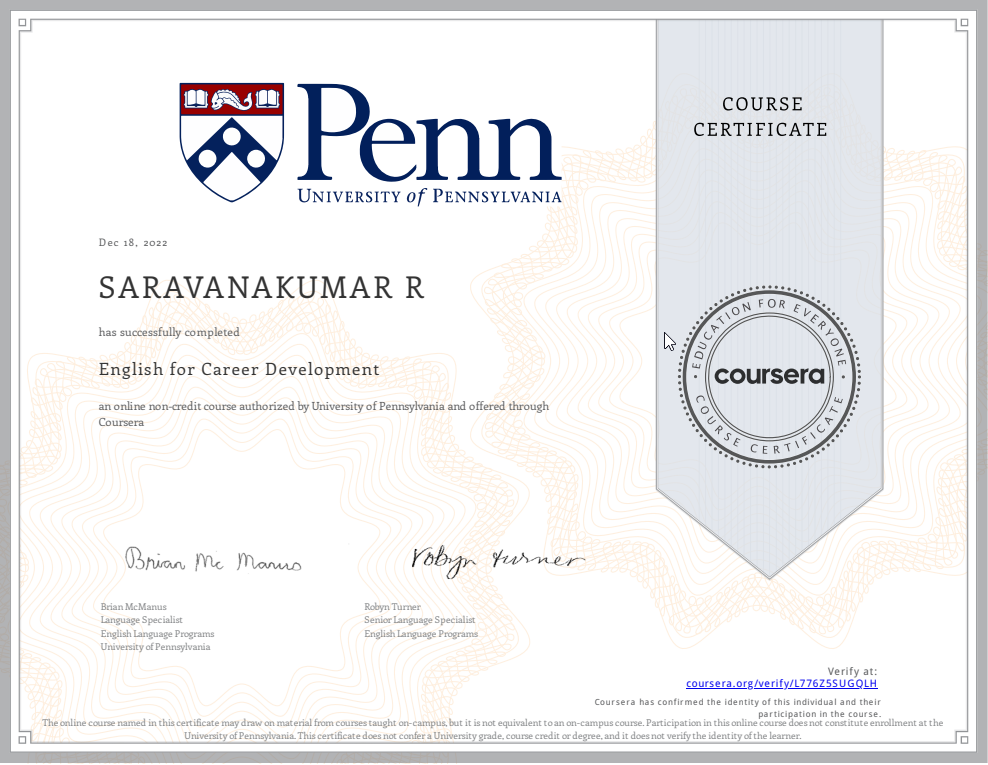 Penn
UNIVERSITY of PENNSYLVANIA
COURSE
CERTIFICATE
Dec 18, 2022
SARAVANAKUMAR R
has successfully completed
English for Career Development
an online non-credit course authorized by University of Pennsylvania and offered through
Coursera
EDUCATION FOR EVERYONE
coursera
COURSE CERTIFICATE
Brian Mc Manus
Robyn turner
Brian McManus
Language Specialist
English Language Programs
University of Pennsylvania
Robyn Turner
Senior Language Specialist
English Language Programs
Verify at:
coursera.org/verify/L776Z5SUGQLH
Coursera has confirmed the identity of this individual and their
participation in the course.
The online course named in this certificate may draw on material from courses taught on-campus, but it is not equivalent to an on-campus course. Participation in this online course does not constitute enrollment at the
University of Pennsylvania. This certificate does not confer a University grade, course credit or degree, and it does not verify the identity of the learner.